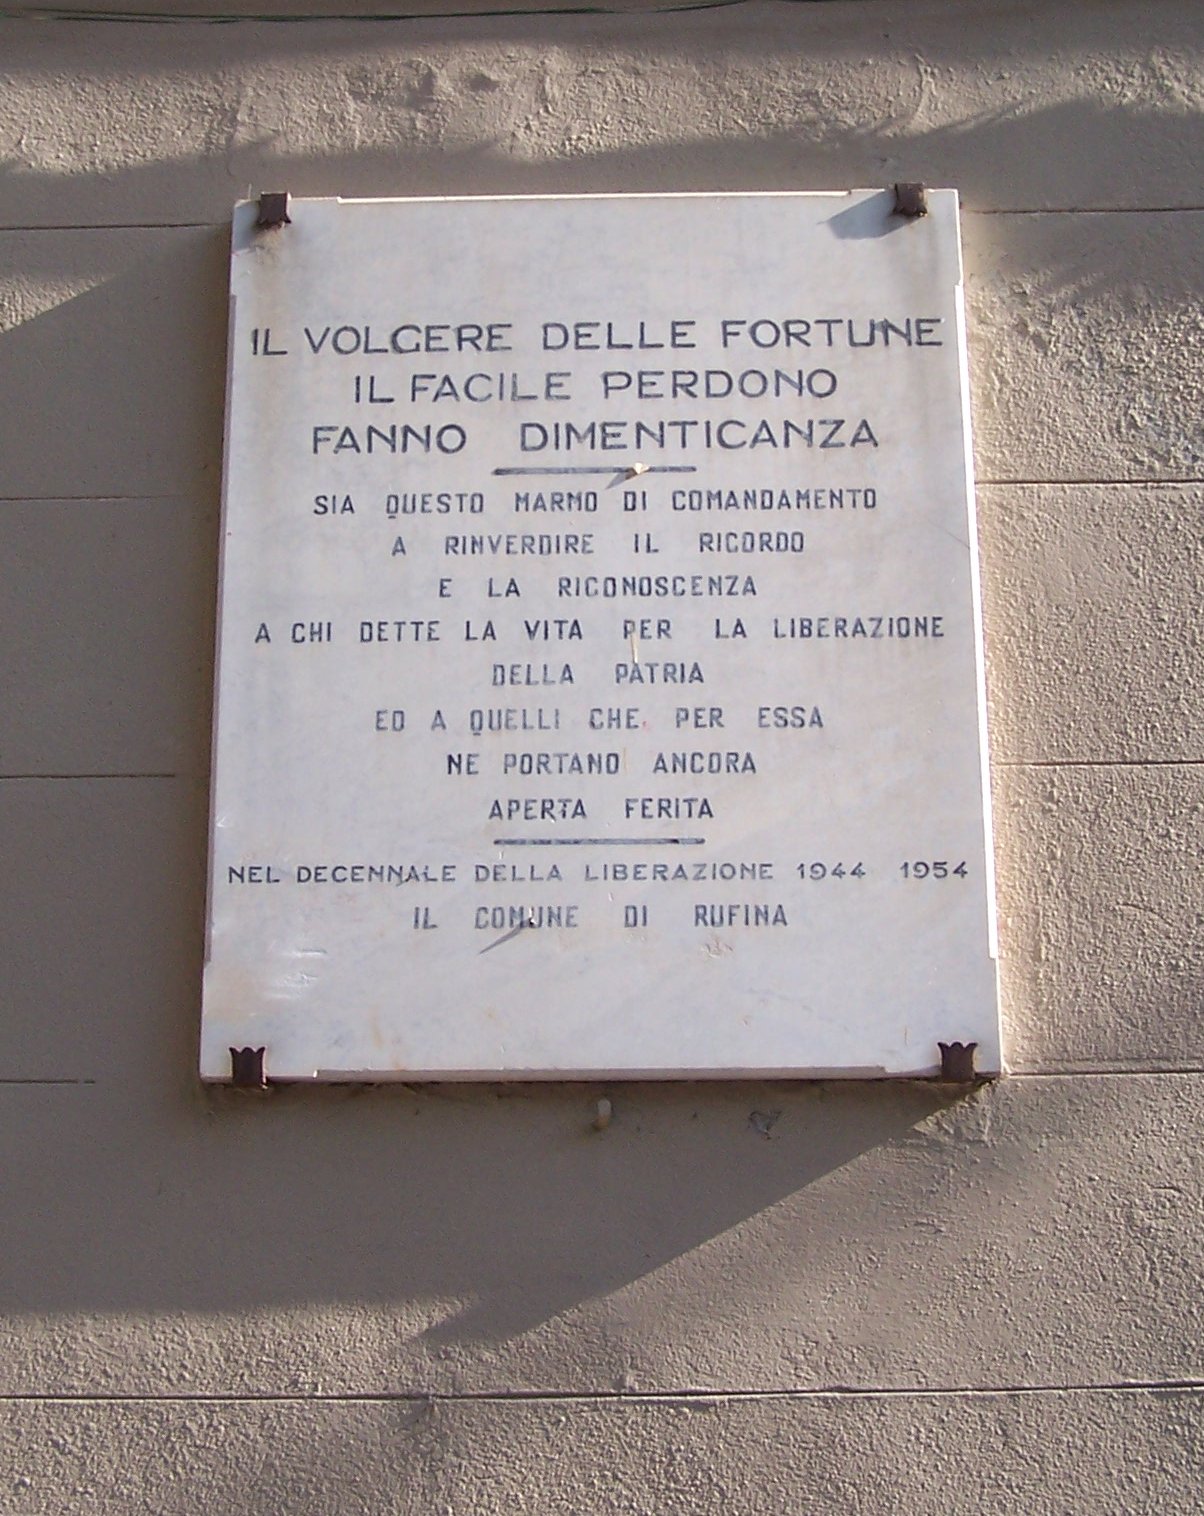 IL VOLGERE DELLE FORTUNE
IL FACILE PERDONO
FANNO DIMENTICANZA
SIA QUESTO MARMO DI COMANDAMENTO
A RINVERDIRE IL RICORDO
E LA RICONOSCENZA
A CHI DETTE LA VITA PER LA LIBERAZIONE
DELLA PATRIA
ED A QUELLI CHE PER ESSA
NE PORTANO ANCORA
APERTA FERITA
NEL DECENNALE DELLA LIBERAZIONE 1944 1954
IL COMUNE DI RUFINA